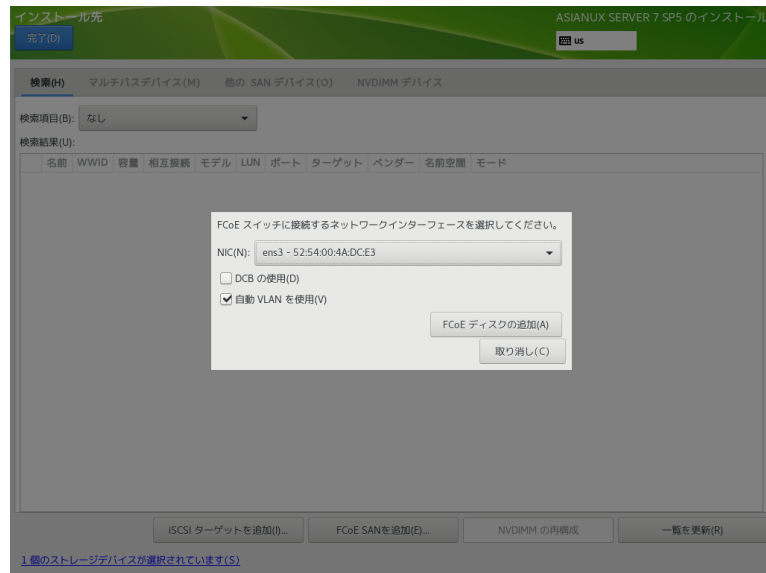 インストール先
ASIANUX SERVER 7 SP5 のインストール
完了(D)
us
検索(H) マルチパスデバイス(M) 他の SAN デバイス(O) NVDIMM デバイス
検索項目(B): なし
検索結果(U):
名前 WWID 容量 相互接続 モデル LUN ポート ターゲット ベンダー 名前空間 モード
FCoE スイッチに接続するネットワークインターフェースを選択してください。
NIC(N): ens3 - 52:54:00:4A:DC:E3
DCB の使用(D)
自動 VLAN を使用(V)
FCoE ディスクの追加(A)
取り消し(C)
iSCSI ターゲットを追加(I)... FCoE SANを追加(E)... NVDIMM の再構成 一覧を更新(R)
1 個のストレージデバイスが選択されています(S)